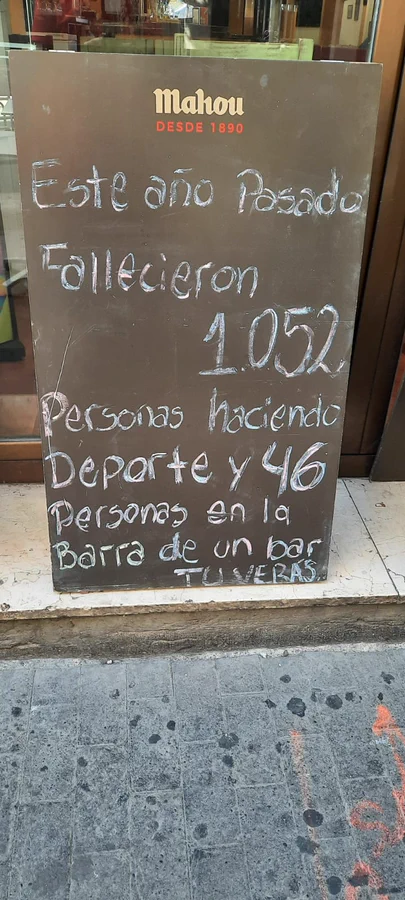 Mahou
DESDE 1890
Este año Pasado
Fallecieron
1.052
Personas haciendo
Deporte y 46
Personas en la
Barra de un bar
TU VERAS.